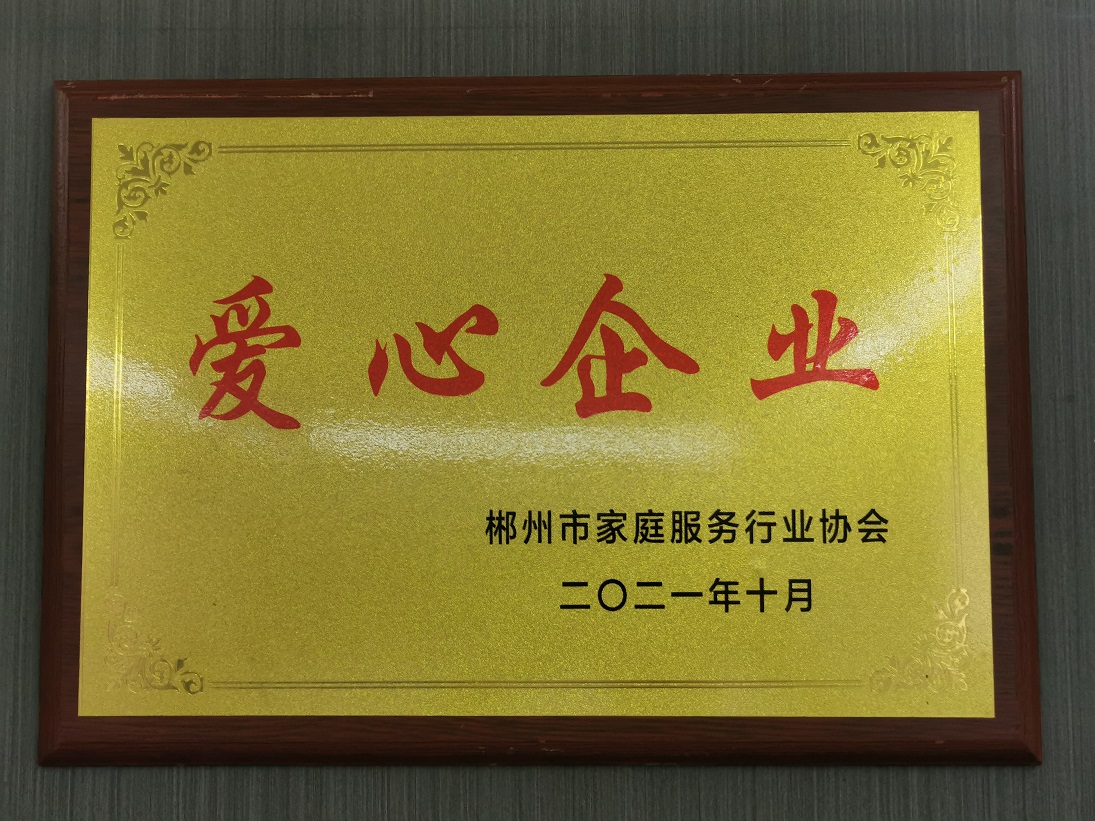 爱心企业
郴州市家庭服务行业协会
二〇二一年十月